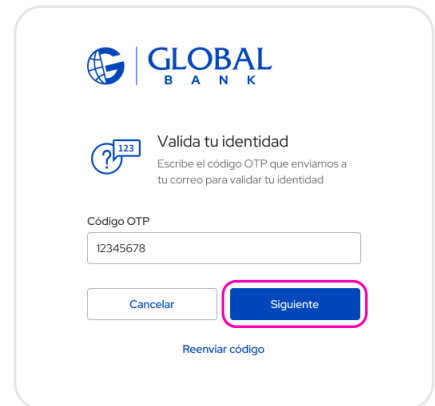 GLOBAL
BANK
123
Valida tu identidad
Escribe el código OTP que enviamos a
tu correo para validar tu identidad
Código OTP
12345678
Cancelar
Siguiente
Reenviar código